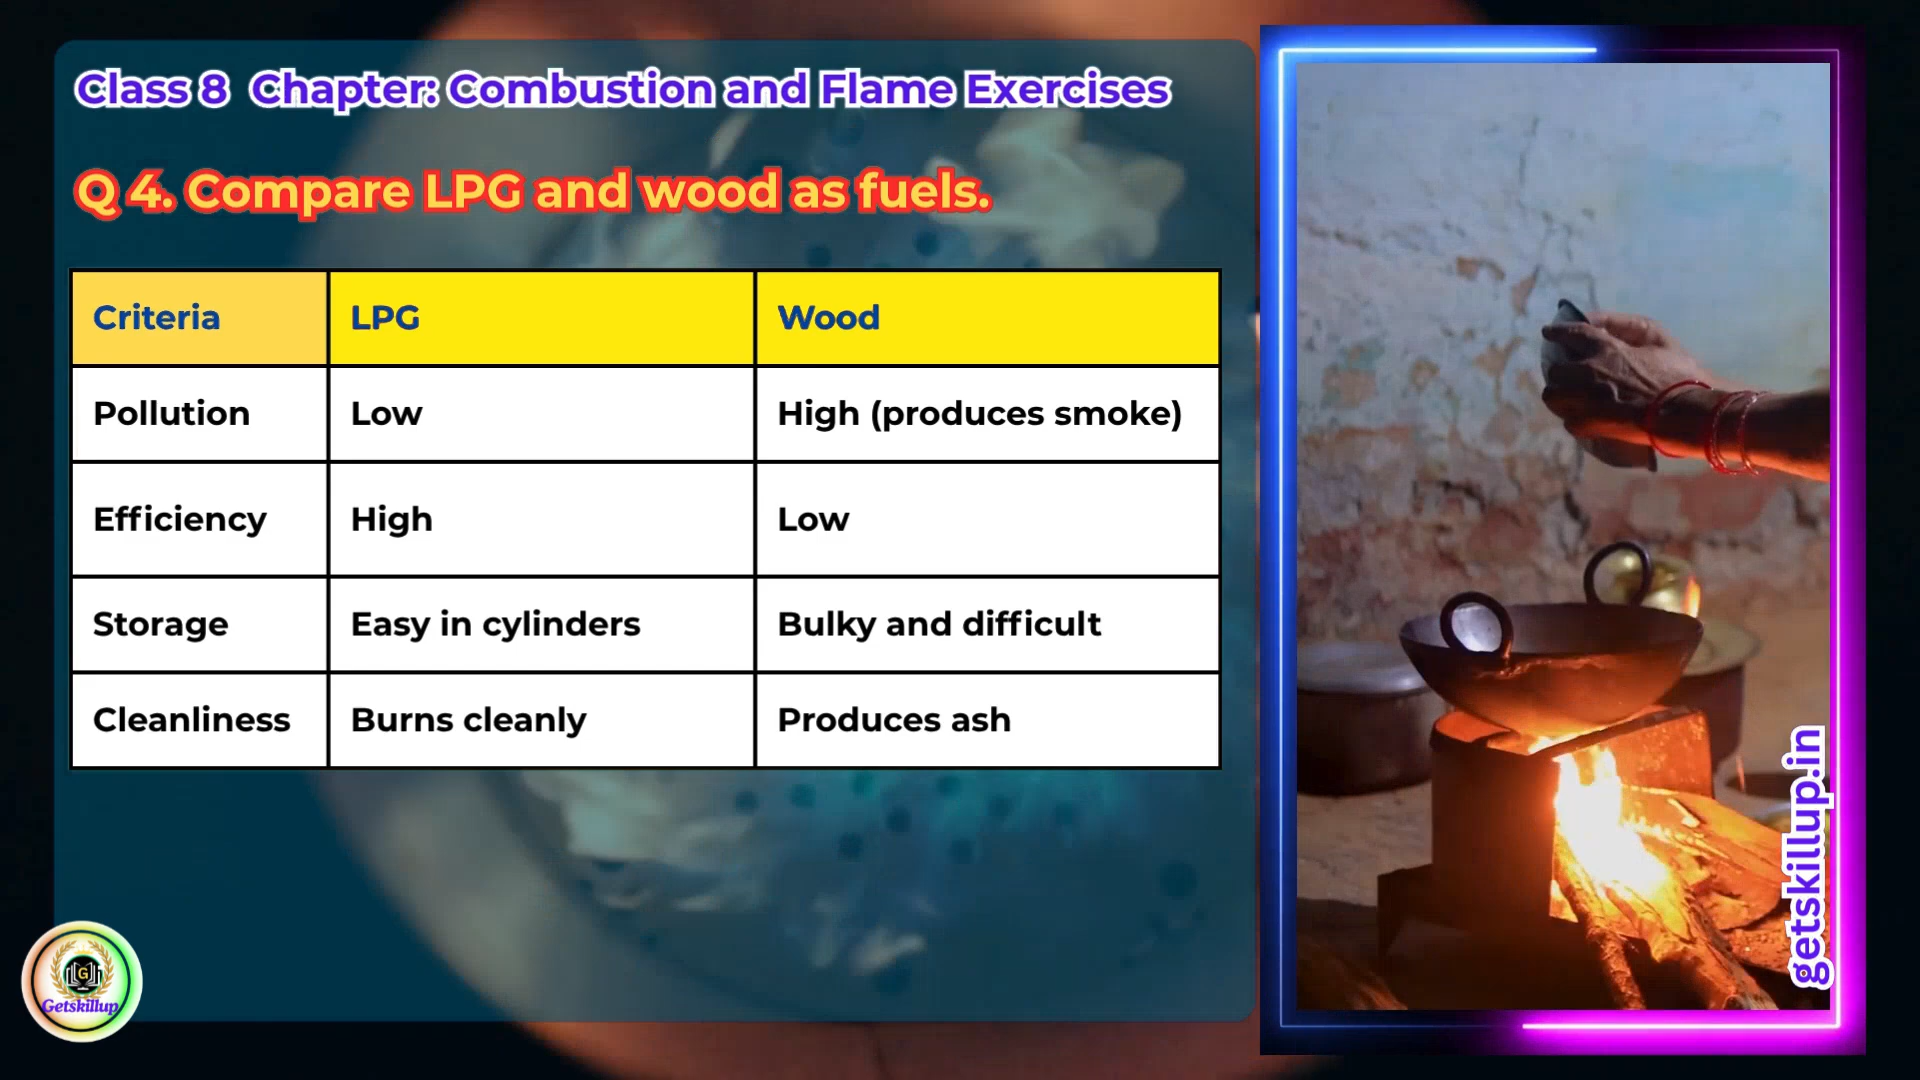 Class 8 Chapter: Combustion and Flame Exercises
Q 4. Compare LPG and wood as fuels.
Criteria LPG Wood
Pollution Low High (produces smoke)
Efficiency High Low
Storage Easy in cylinders Bulky and difficult
Cleanliness Burns cleanly Produces ash
getskillup.in
G
Getskillup